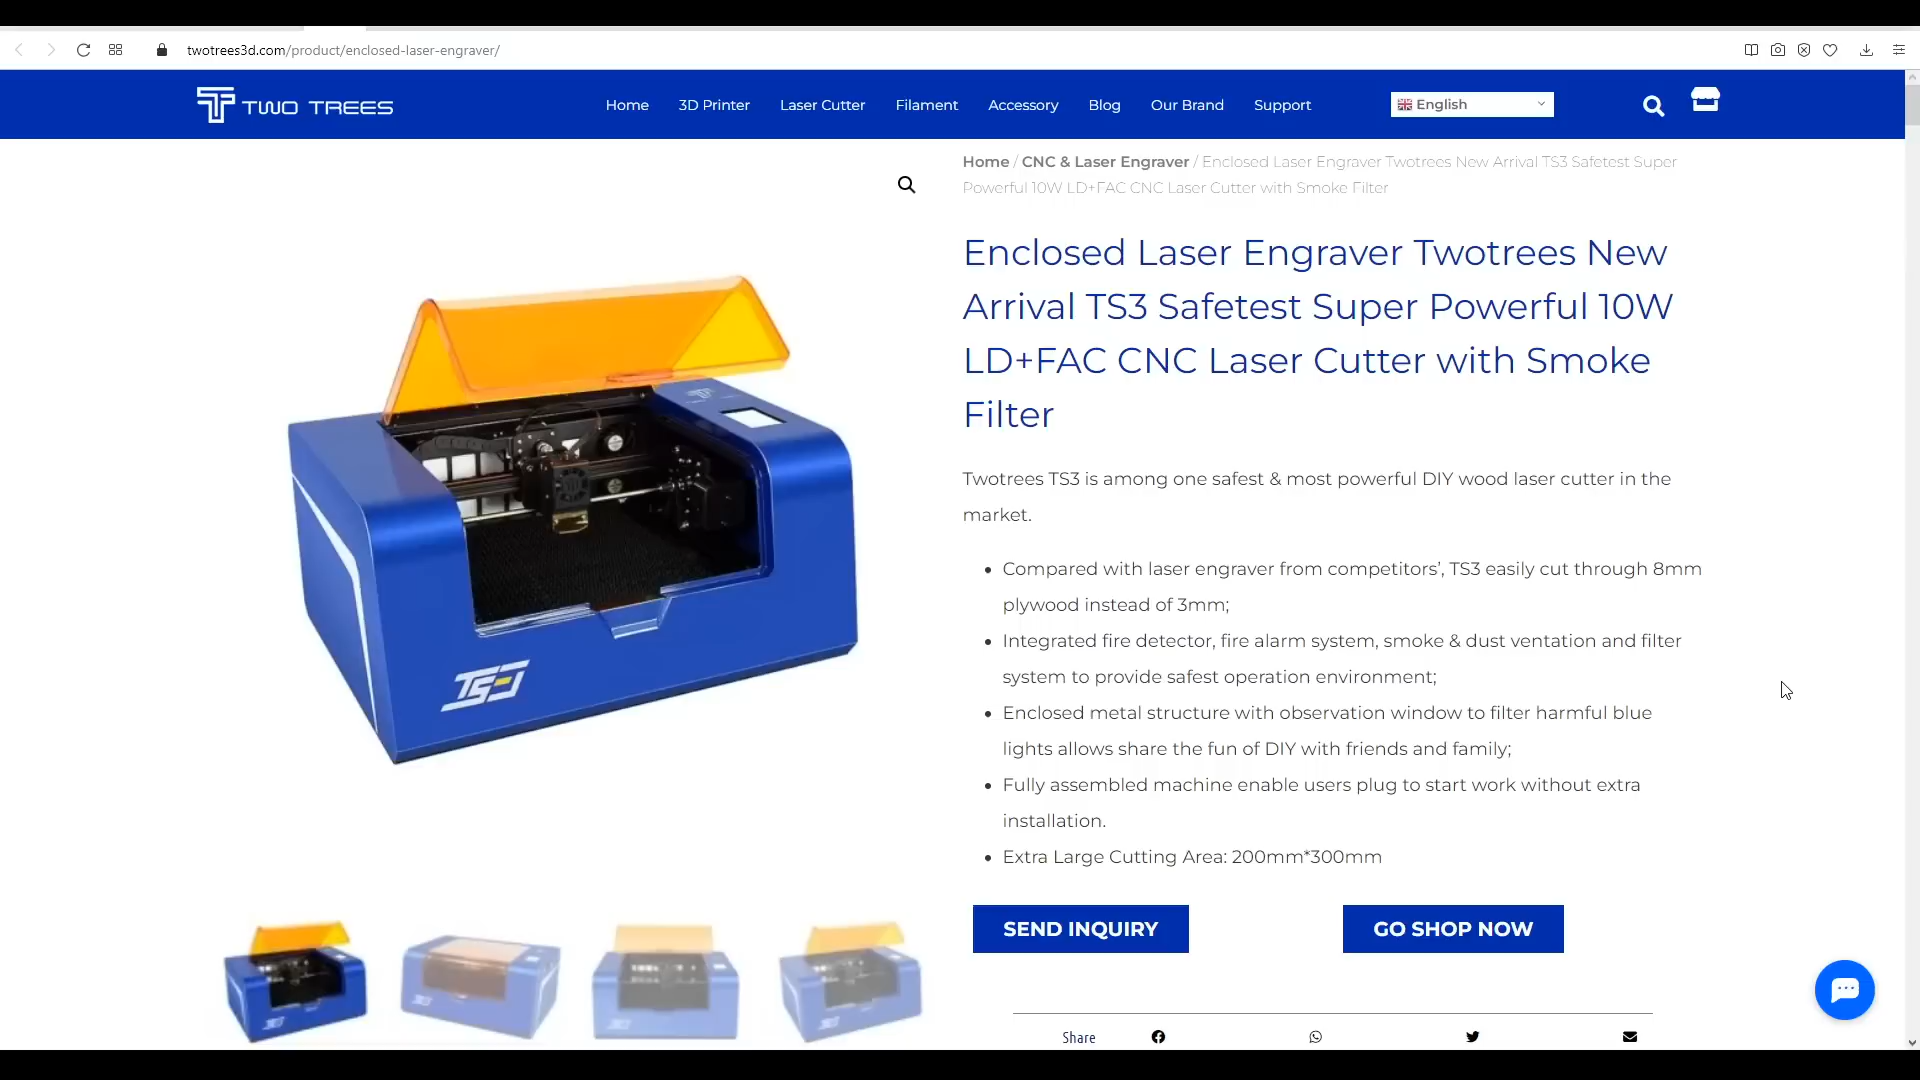 twotrees3d.com/product/enclosed-laser-engraver/
TWO TREES
Home
3D Printer
Laser Cutter
Filament
Accessory
Blog
Our Brand
Support
English
Home / CNC & Laser Engraver / Enclosed Laser Engraver Twotrees New Arrival TS3 Safetest Super
Powerful 10W LD+FAC CNC Laser Cutter with Smoke Filter
Enclosed Laser Engraver Twotrees New
Arrival TS3 Safetest Super Powerful 10W
LD+FAC CNC Laser Cutter with Smoke
Filter
Twotrees TS3 is among one safest & most powerful DIY wood laser cutter in the
market.
• Compared with laser engraver from competitors’, TS3 easily cut through 8mm
plywood instead of 3mm;
• Integrated fire detector, fire alarm system, smoke & dust ventation and filter
system to provide safest operation environment;
• Enclosed metal structure with observation window to filter harmful blue
lights allows share the fun of DIY with friends and family;
• Fully assembled machine enable users plug to start work without extra
installation.
• Extra Large Cutting Area: 200mm*300mm
TS3
SEND INQUIRY
GO SHOP NOW
Share